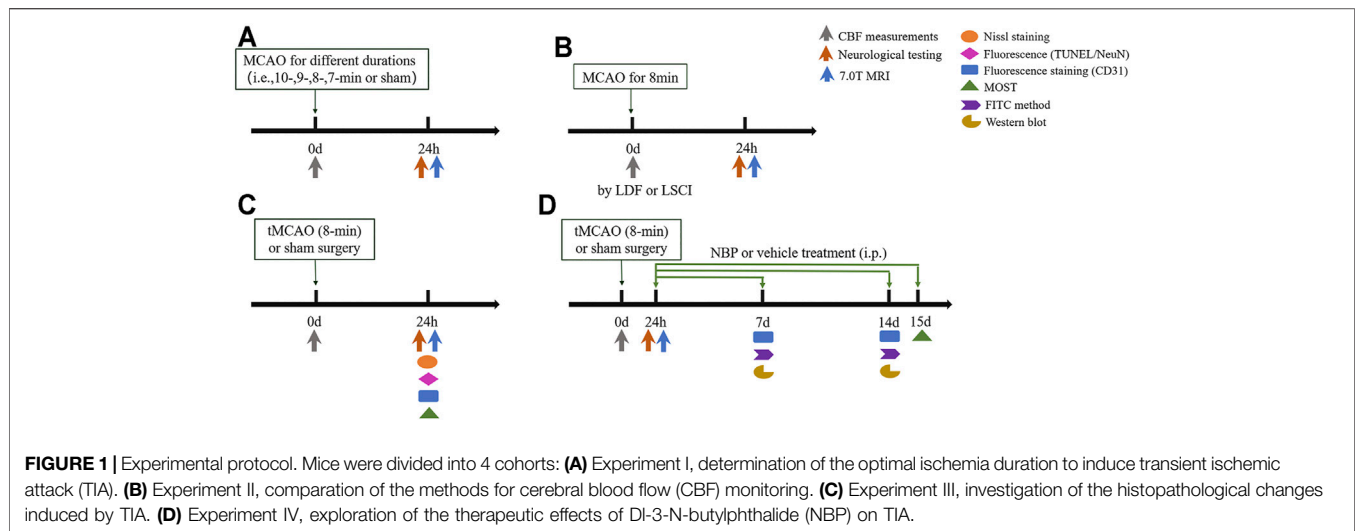 A
MCAO for different durations
(i.e.,10-,9-,8-,7-min or sham)
0d
24h
B
MCAO for 8min
0d
24h
by LDF or LSCI
CBF measurements
Neurological testing
7.0T MRI
Nissl staining
Fluorescence (TUNEL/NeuN)
Fluorescence staining (CD31)
MOST
FITC method
Western blot
C
tMCAO (8-min)
or sham surgery
0d
24h
D
tMCAO (8-min)
or sham surgery
NBP or vehicle treatment (i.p.)
0d
24h
7d
14d
15d
FIGURE 1 | Experimental protocol. Mice were divided into 4 cohorts: (A) Experiment I, determination of the optimal ischemia duration to induce transient ischemic
attack (TIA). (B) Experiment II, comparation of the methods for cerebral blood flow (CBF) monitoring. (C) Experiment III, investigation of the histopathological changes
induced by TIA. (D) Experiment IV, exploration of the therapeutic effects of Dl-3-N-butylphthalide (NBP) on TIA.